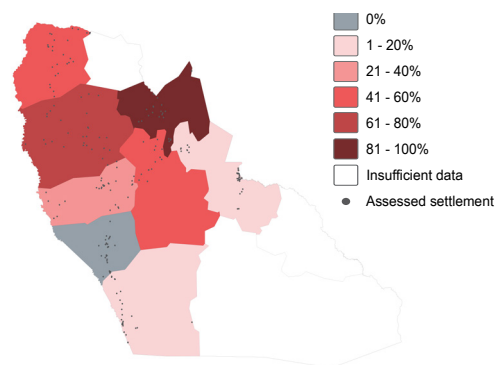 0%
1 - 20%
21 - 40%
41 - 60%
61 - 80%
81 - 100%
Insufficient data
Assessed settlement